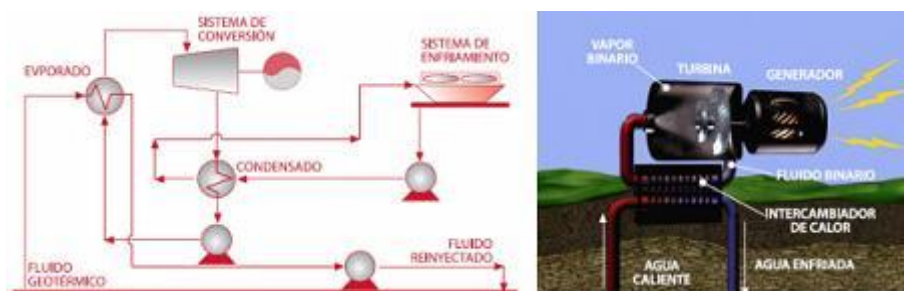 SISTEMA DE
CONVERSIÓN
EVPORADO
SISTEMA DE
ENFRIAMIENTO
CONDENSADO
FLUIDO
GEOTÉRMICO
FLUIDO
REINYECTADO
VAPOR
BINARIO
TURBINA
GENERADOR
FLUIDO BINARIO
INTERCAMBIADOR
DE CALOR
AGUA
CALIENTE
AGUA ENFRIADA